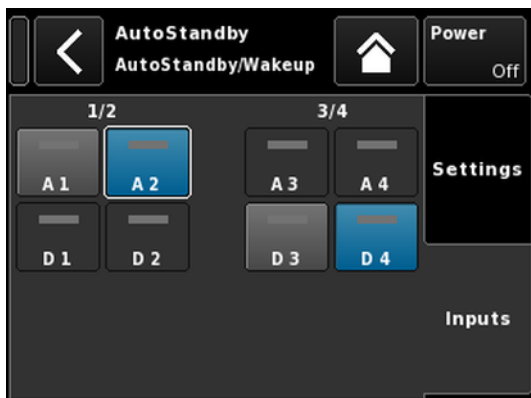 AutoStandby
AutoStandby/Wakeup
Power
Off
1/2
3/4
A 1
A 2
A 3
A 4
Settings
D 1
D 2
D 3
D 4
Inputs